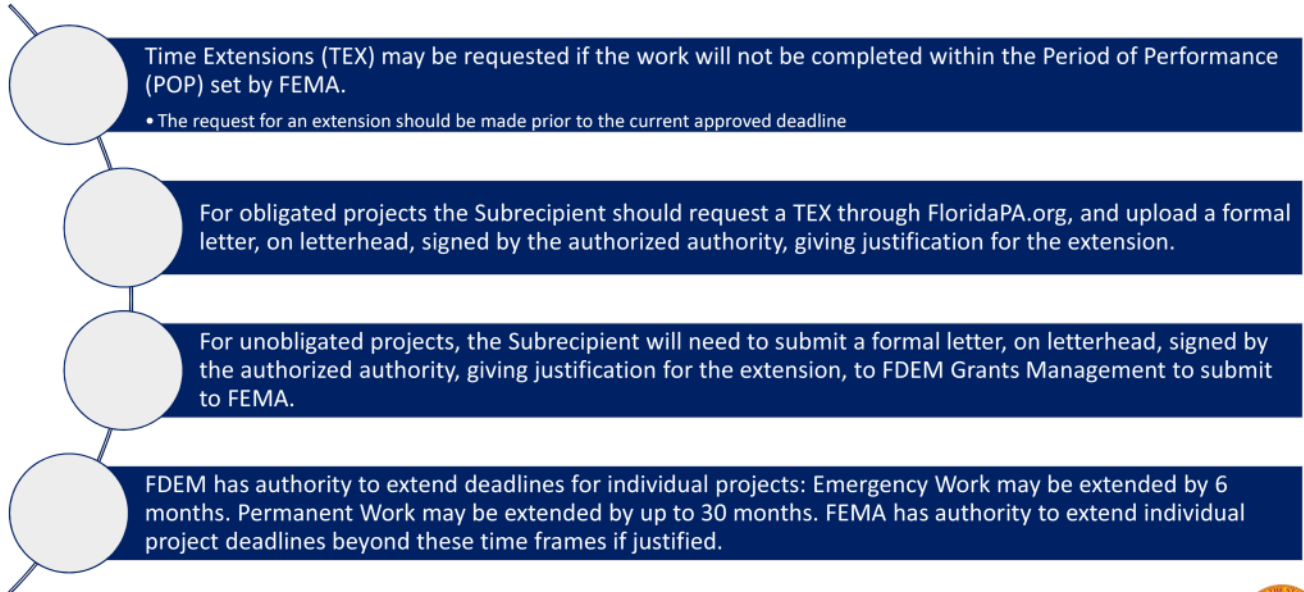 Time Extensions (TEX) may be requested if the work will not be completed within the Period of Performance
(POP) set by FEMA.
• The request for an extension should be made prior to the current approved deadline
For obligated projects the Subrecipient should request a TEX through FloridaPA.org, and upload a formal
letter, on letterhead, signed by the authorized authority, giving justification for the extension.
For unobligated projects, the Subrecipient will need to submit a formal letter, on letterhead, signed by
the authorized authority, giving justification for the extension, to FDEM Grants Management to submit
to FEMA.
FDEM has authority to extend deadlines for individual projects: Emergency Work may be extended by 6
months. Permanent Work may be extended by up to 30 months. FEMA has authority to extend individual
project deadlines beyond these time frames if justified.